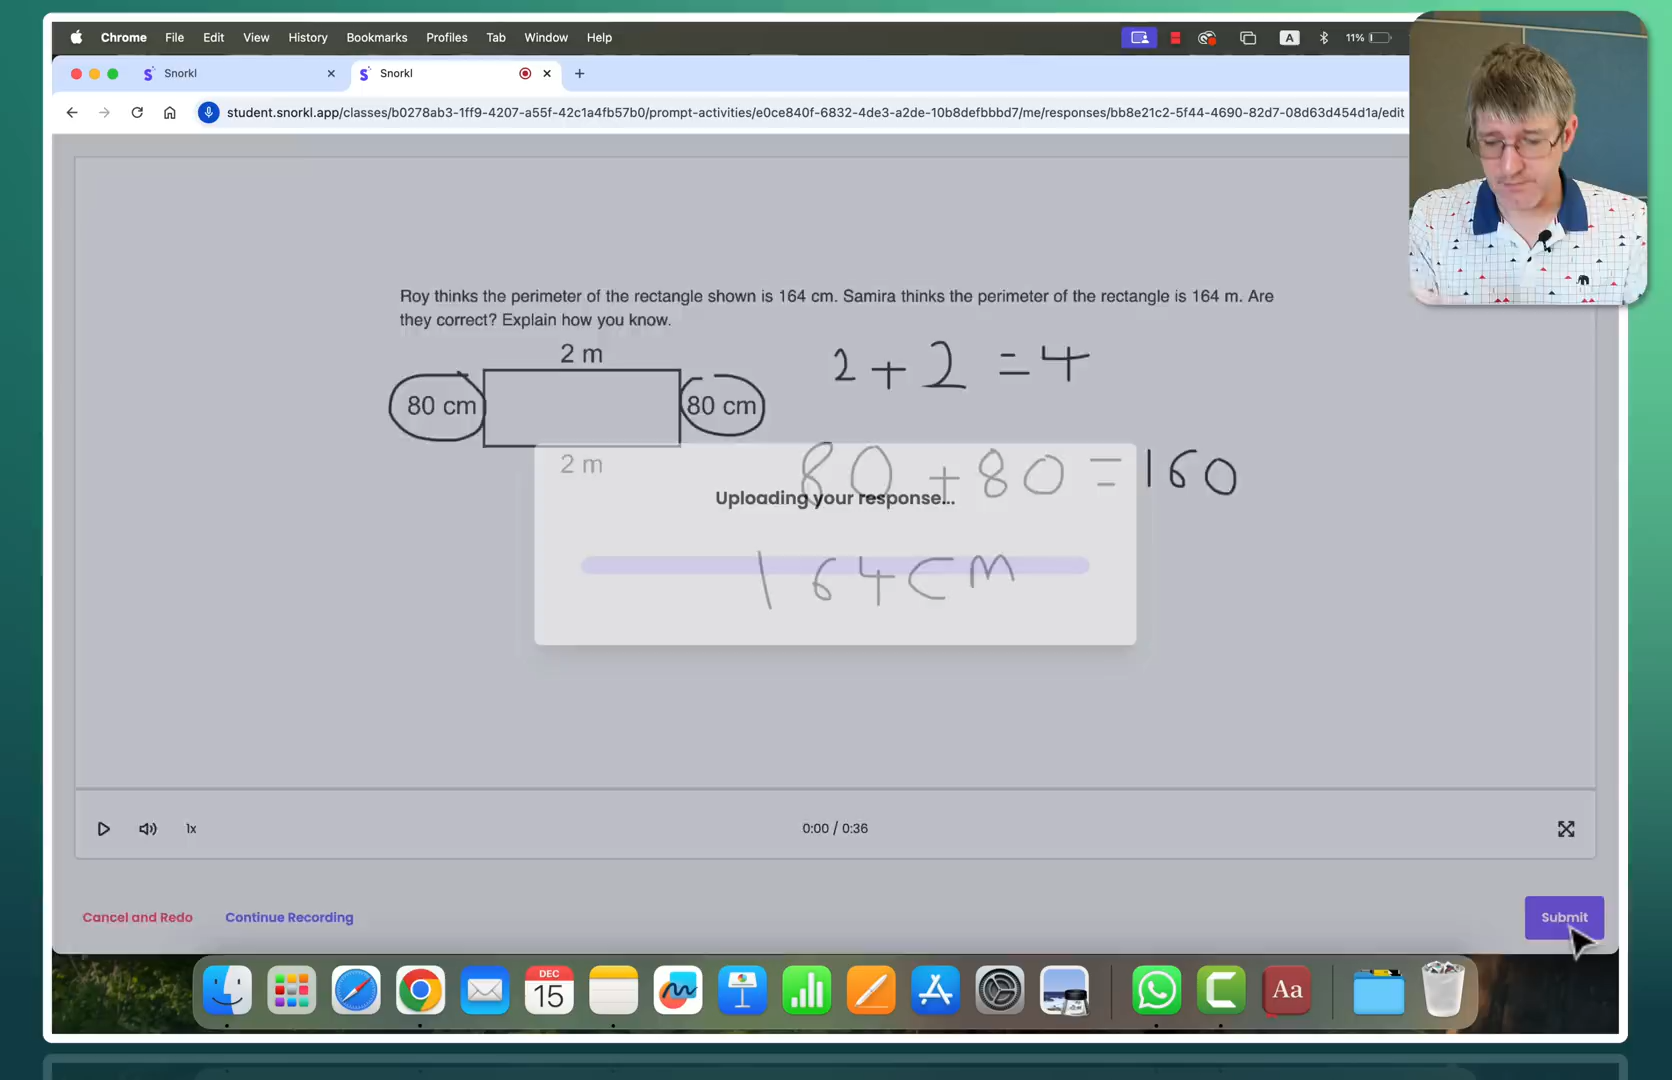 Chrome File Edit View History Bookmarks Profiles Tab Window Help A 11%
Snorkl Snorkl
student.snorkl.app/classes/b0278ab3-1ff9-4207-a55f-42c1a4fb57b0/prompt-activities/e0ce840f-6832-4de3-a2de-10b8defbbbd7/me/responses/bb8e21c2-5f44-4690-82d7-08d63d454d1a/edit
Roy thinks the perimeter of the rectangle shown is 164 cm. Samira thinks the perimeter of the rectangle is 164 m. Are
they correct? Explain how you know.
2 m
2 + 2 = 4
80 cm 80 cm
2 m
80 + 80 = 160
Uploading your response...
164cm
1x 0:00 / 0:36
Cancel and Redo Continue Recording Submit
DEC
15
Aa